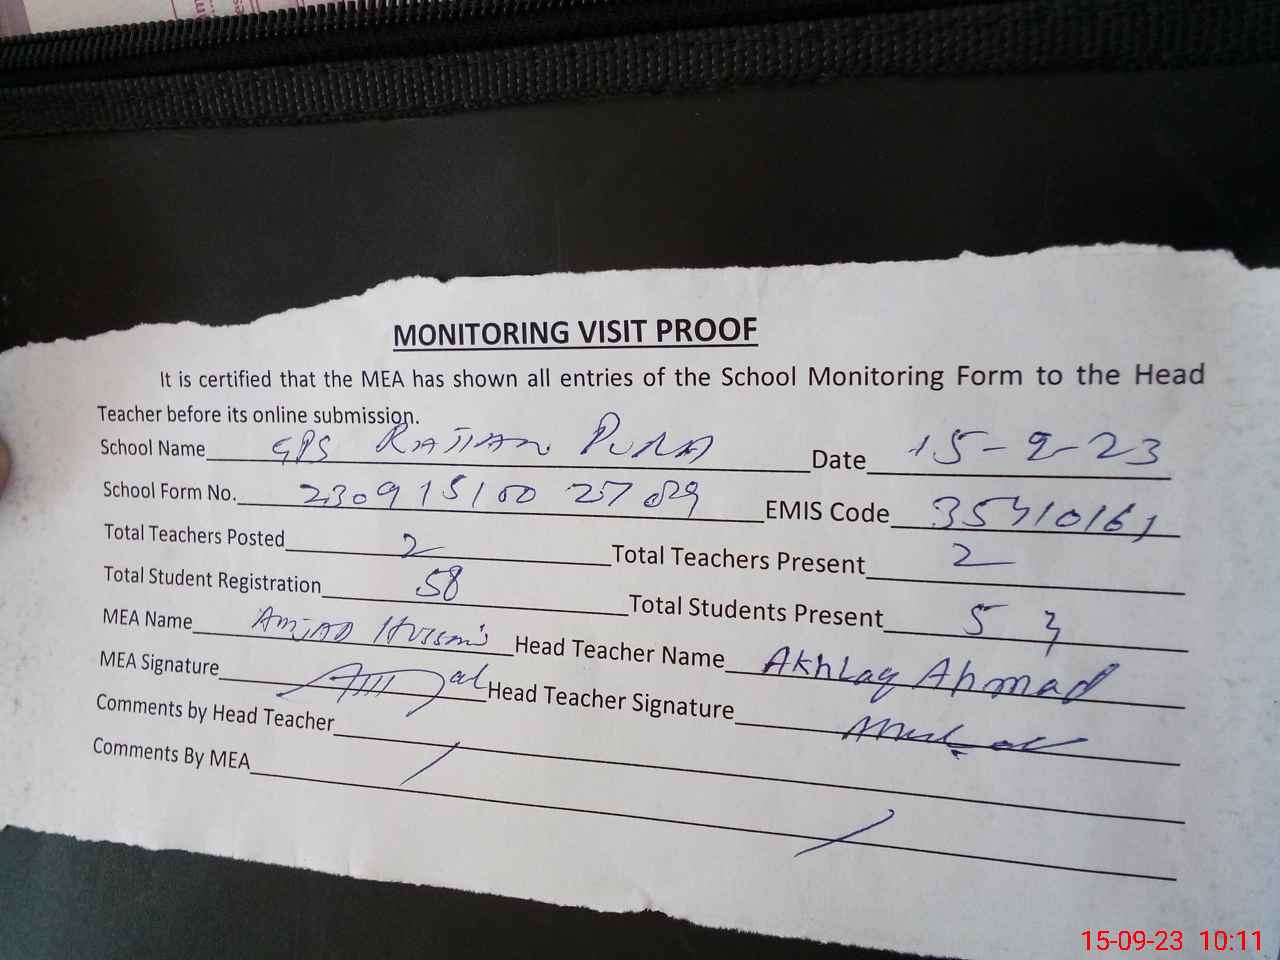 MONITORING VISIT PROOF
It is certified that the MEA has shown all entries of the School Monitoring Form to the Head
Teacher before its online submission.
School Name GPS RAJIAN PURA Date 15-9-23
School Form No. 230915100 2789 EMIS Code 35410161
Total Teachers Posted 2 Total Teachers Present 2
Total Student Registration 58 Total Students Present 53
MEA Name AMJAD Hussain Head Teacher Name Akhlaq Ahmad
MEA Signature Head Teacher Signature
Comments by Head Teacher
Comments By MEA
15-09-23 10:11